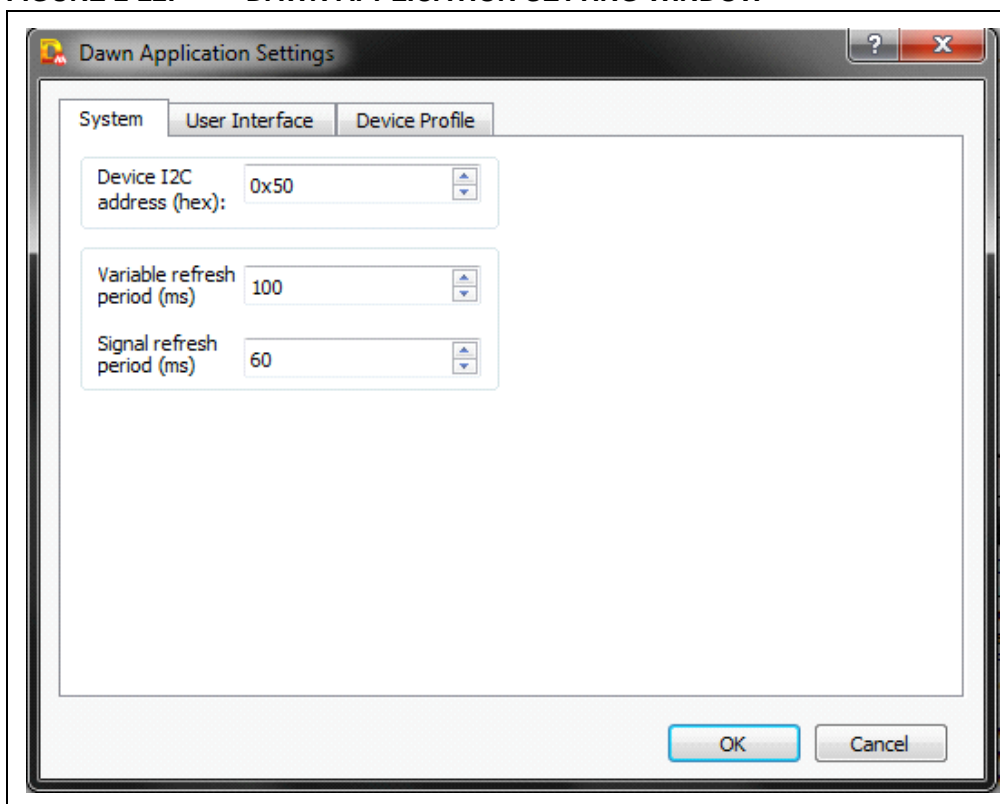 Dawn Application Settings
System User Interface Device Profile
Device I2C
address (hex):
0x50
Variable refresh
period (ms)
100
Signal refresh
period (ms)
60
OK Cancel